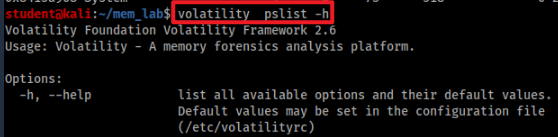 student@kali:~/mem_lab$ volatility  pslist -h
Volatility Foundation Volatility Framework 2.6
Usage: Volatility - A memory forensics analysis platform.
Options:
-h, --help list all available options and their default values.
Default values may be set in the configuration file
(/etc/volatilityrc)